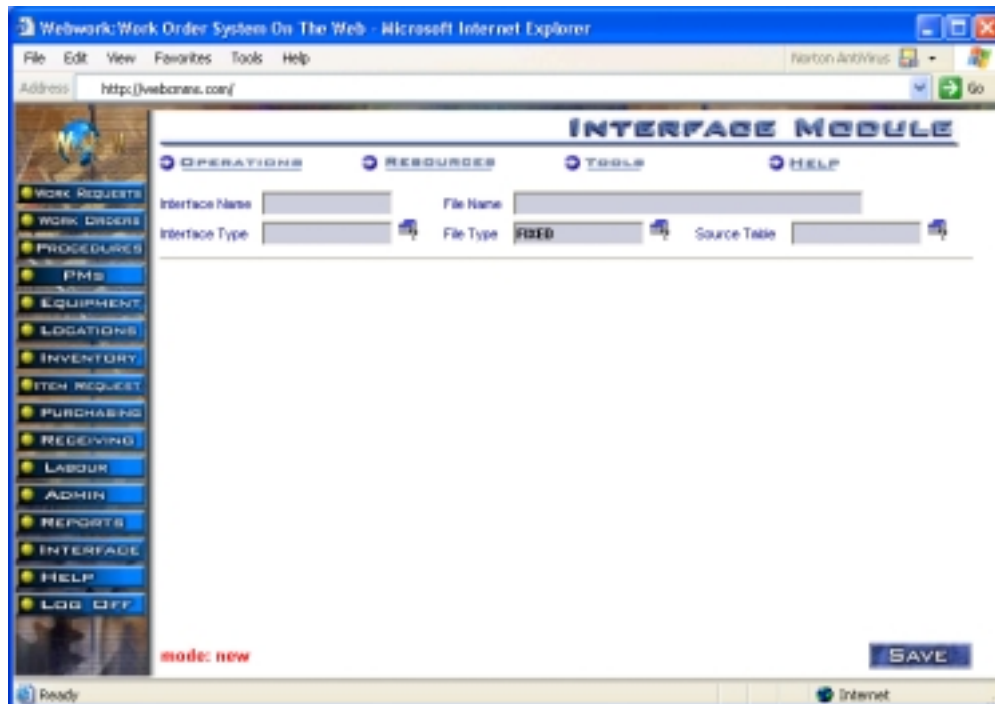 Webwork: Work Order System On The Web - Microsoft Internet Explorer
File Edit View Favorites Tools Help Norton AntiVirus
Address http://webcmms.com/ Go
INTERFACE MODULE
OPERATIONS RESOURCES TOOLS HELP
WORK REQUESTS
WORK ORDERS
PROCEDURES
PMS
EQUIPMENT
LOCATIONS
INVENTORY
ITEM REQUEST
PURCHASING
RECEIVING
LABOUR
ADMIN
REPORTS
INTERFACE
HELP
LOG OFF
Interface Name File Name
Interface Type File Type FIXED Source Table
mode: new SAVE
Ready Internet